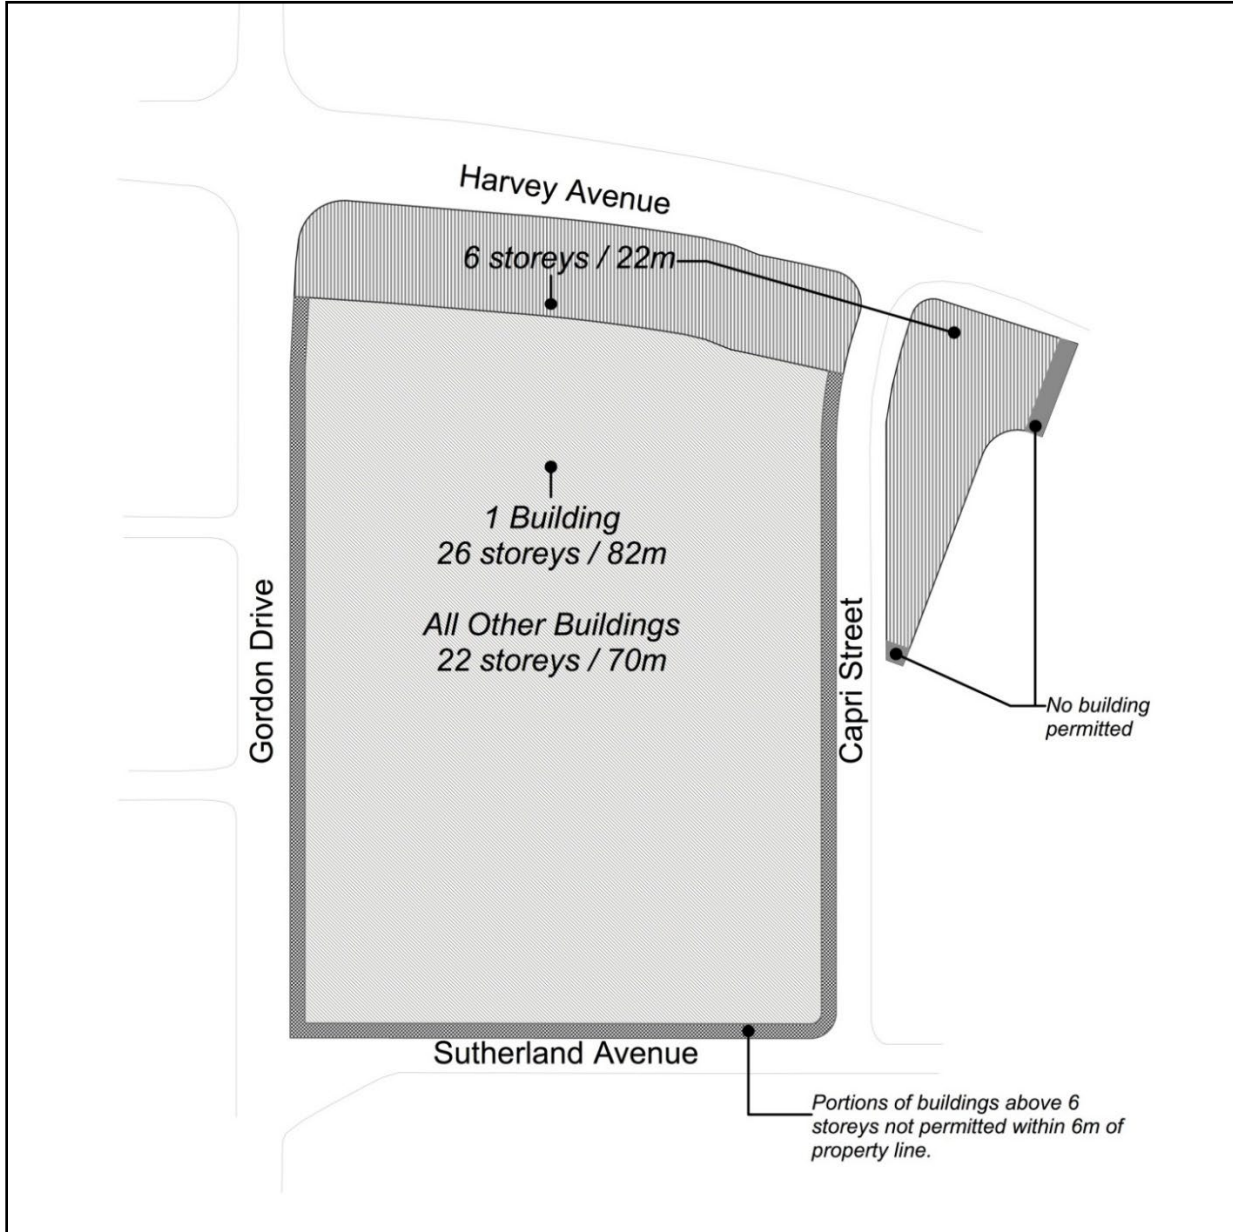 Harvey Avenue
6 storeys / 22m
1 Building
26 storeys / 82m
All Other Buildings
22 storeys / 70m
Gordon Drive
Capri Street
No building
permitted
Sutherland Avenue
Portions of buildings above 6
storeys not permitted within 6m of
property line.